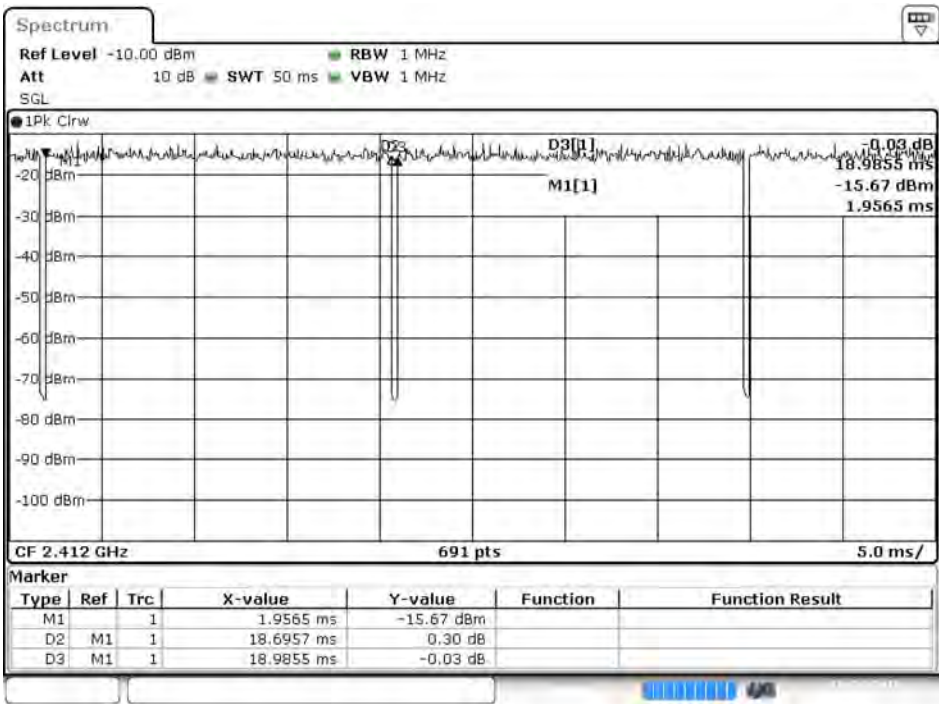 Spectrum
Ref Level -10.00 dBm RBW 1 MHz
Att 10 dB SWT 50 ms VBW 1 MHz
SGL
1Pk Clrw
D3[1] -0.03 dB
18.9855 ms
M1[1] -15.67 dBm
1.9565 ms
M1
-20 dBm
-30 dBm
-40 dBm
-50 dBm
-60 dBm
-70 dBm
-80 dBm
-90 dBm
-100 dBm
CF 2.412 GHz 691 pts 5.0 ms/
Marker
Type Ref Trc X-value Y-value Function Function Result
M1 1 1.9565 ms -15.67 dBm
D2 M1 1 18.6957 ms 0.30 dB
D3 M1 1 18.9855 ms -0.03 dB